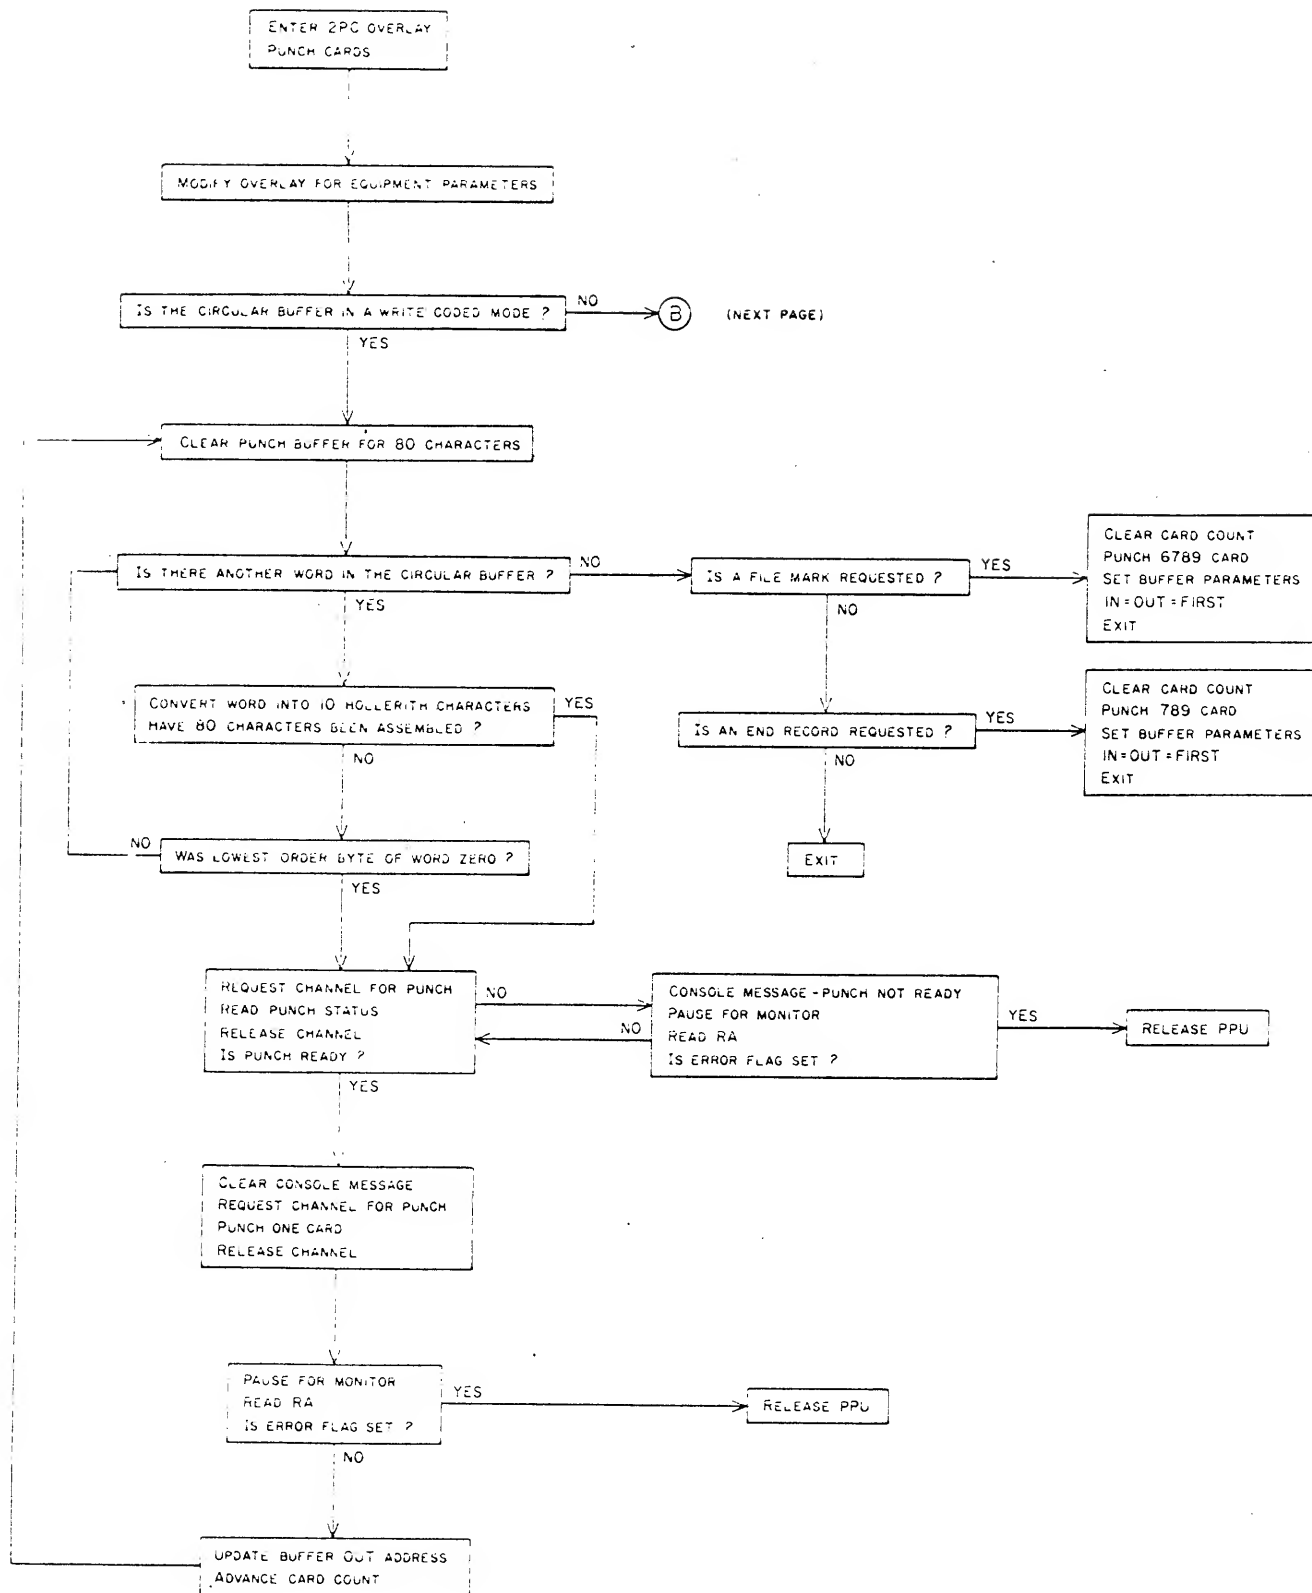 ENTER 2PC OVERLAY
PUNCH CARDS
MODIFY OVERLAY FOR EQUIPMENT PARAMETERS
IS THE CIRCULAR BUFFER IN A WRITE CODED MODE ?
NO
B
(NEXT PAGE)
YES
CLEAR PUNCH BUFFER FOR 80 CHARACTERS
IS THERE ANOTHER WORD IN THE CIRCULAR BUFFER ?
NO
IS A FILE MARK REQUESTED ?
YES
CLEAR CARD COUNT
PUNCH 6789 CARD
SET BUFFER PARAMETERS
IN = OUT = FIRST
EXIT
YES
NO
CONVERT WORD INTO 10 HOLLERITH CHARACTERS
HAVE 80 CHARACTERS BEEN ASSEMBLED ?
YES
IS AN END RECORD REQUESTED ?
YES
CLEAR CARD COUNT
PUNCH 789 CARD
SET BUFFER PARAMETERS
IN = OUT = FIRST
EXIT
NO
NO
NO
WAS LOWEST ORDER BYTE OF WORD ZERO ?
EXIT
YES
REQUEST CHANNEL FOR PUNCH
READ PUNCH STATUS
RELEASE CHANNEL
IS PUNCH READY ?
NO
NO
CONSOLE MESSAGE - PUNCH NOT READY
PAUSE FOR MONITOR
READ RA
IS ERROR FLAG SET ?
YES
RELEASE PPU
YES
CLEAR CONSOLE MESSAGE
REQUEST CHANNEL FOR PUNCH
PUNCH ONE CARD
RELEASE CHANNEL
PAUSE FOR MONITOR
READ RA
IS ERROR FLAG SET ?
YES
RELEASE PPU
NO
UPDATE BUFFER OUT ADDRESS
ADVANCE CARD COUNT